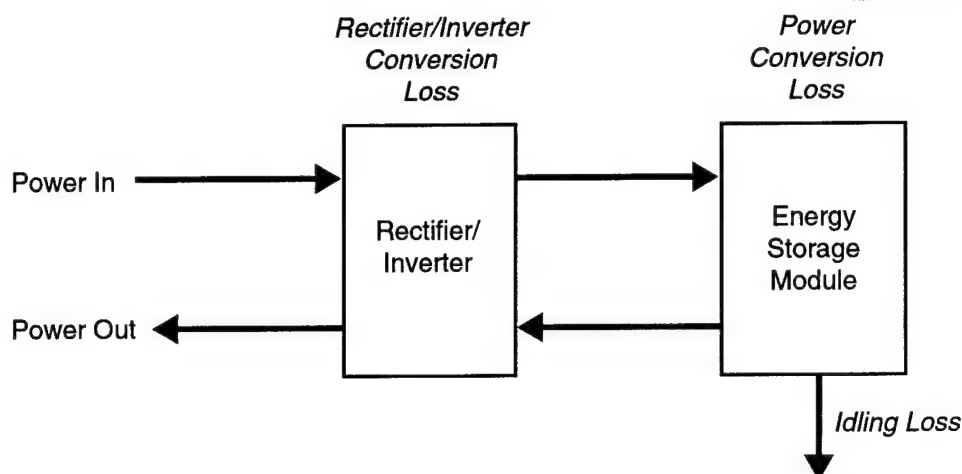 Rectifier/Inverter
Conversion
Loss
Power
Conversion
Loss
Power In
Rectifier/
Inverter
Energy
Storage
Module
Power Out
Idling Loss